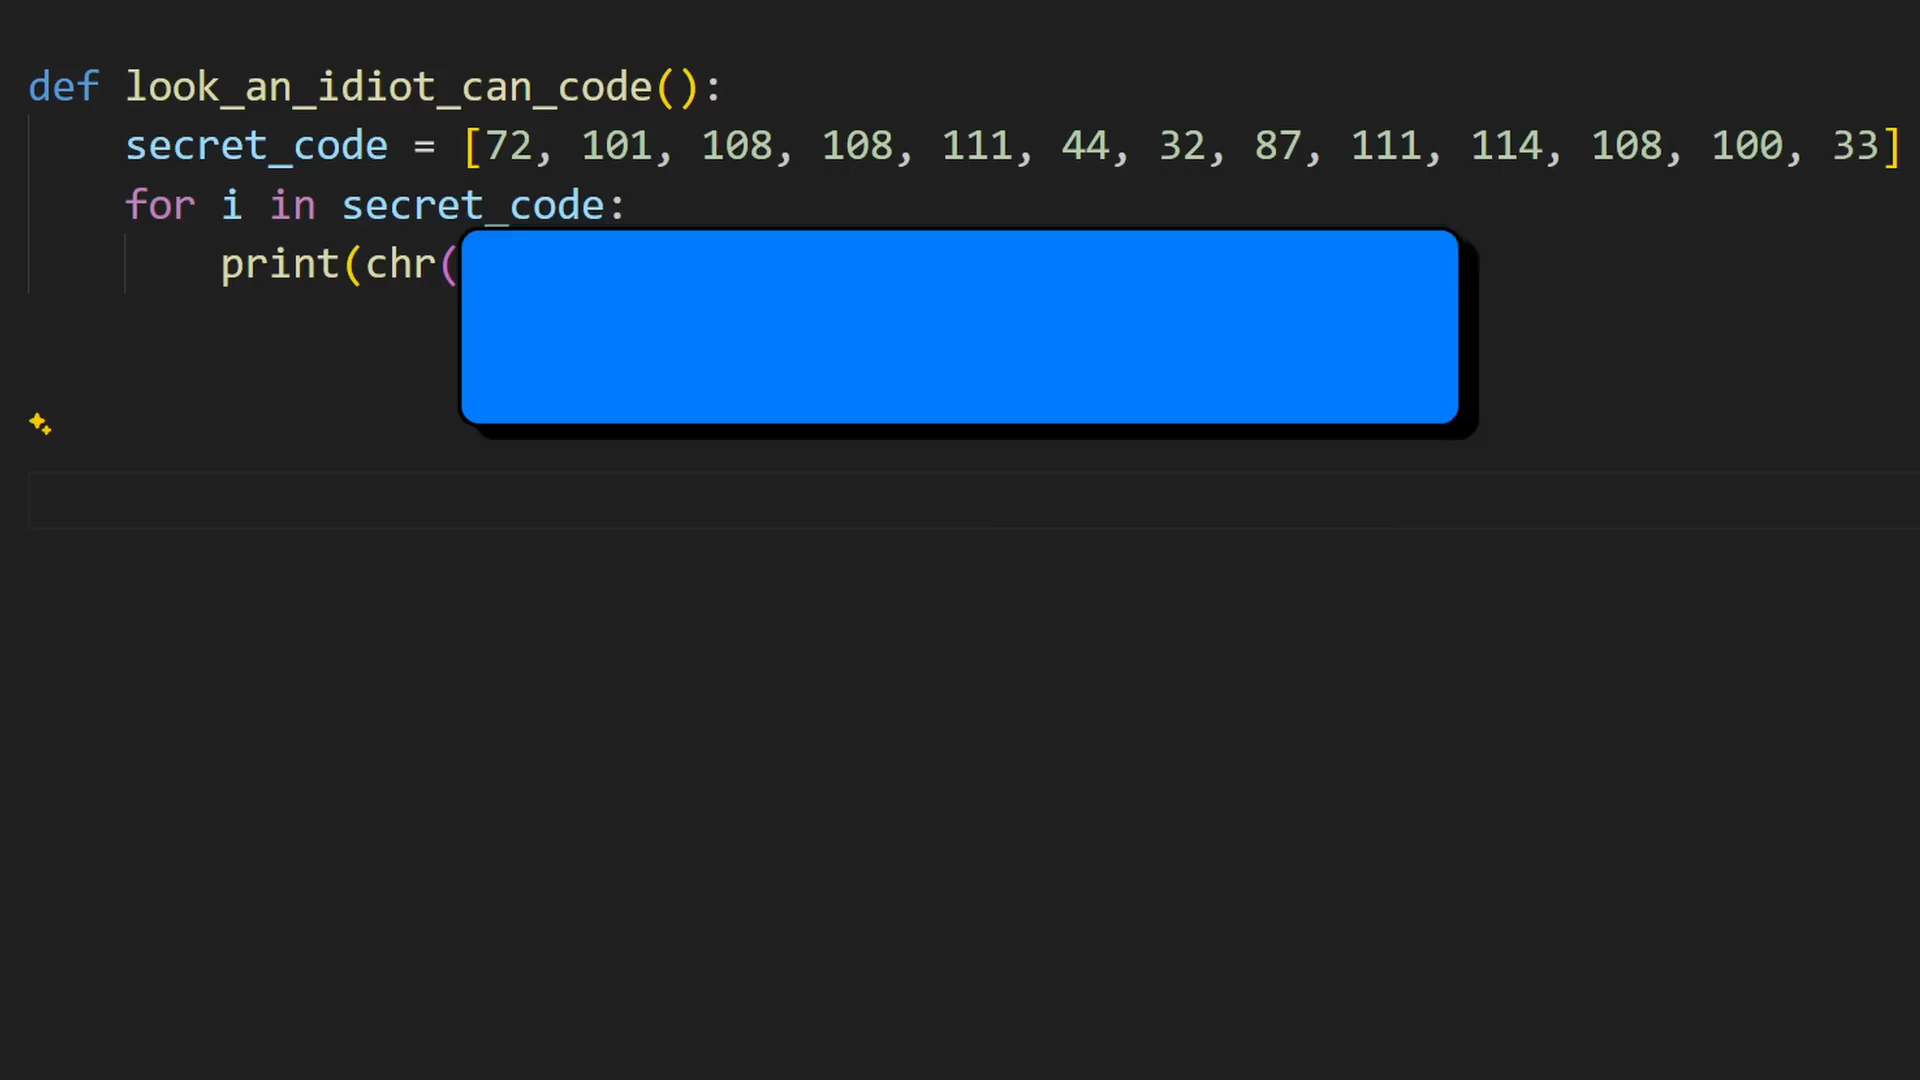 def look_an_idiot_can_code():
    secret_code = [72, 101, 108, 108, 111, 44, 32, 87, 111, 114, 108, 100, 33]
    for i in secret_code:
        print(chr(